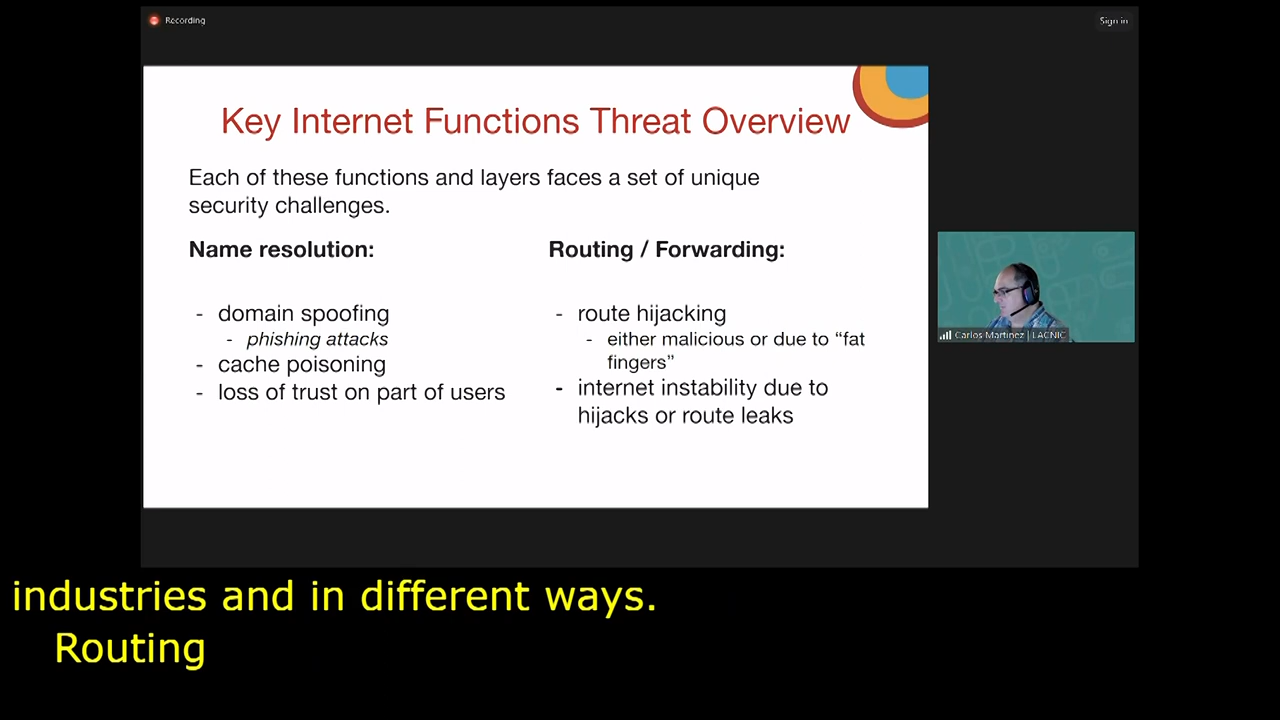 Recording
Sign in
Key Internet Functions Threat Overview
Each of these functions and layers faces a set of unique
security challenges.
Name resolution:
- domain spoofing
- phishing attacks
- cache poisoning
- loss of trust on part of users
Routing / Forwarding:
- route hijacking
- either malicious or due to “fat
fingers”
- internet instability due to
hijacks or route leaks
Carlos Martinez | LACNIC
industries and in different ways.
Routing